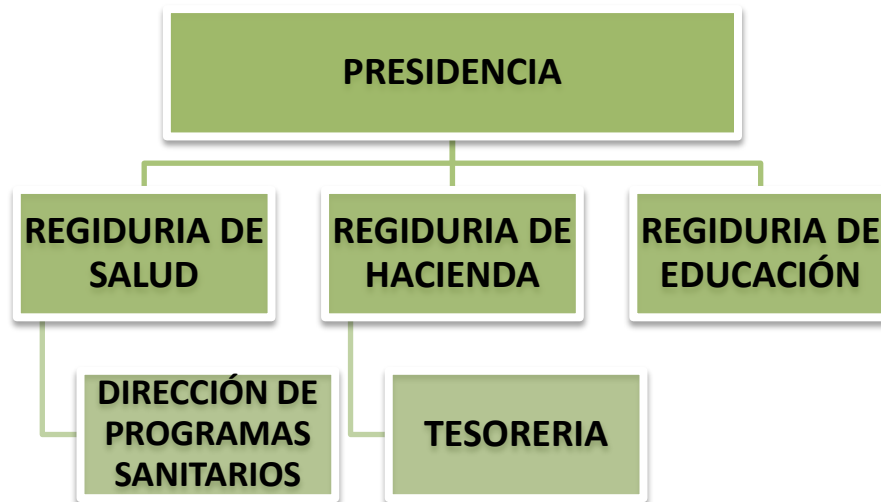 PRESIDENCIA
REGIDURIA DE
SALUD
REGIDURIA DE
HACIENDA
REGIDURIA DE
EDUCACIÓN
DIRECCIÓN DE
PROGRAMAS
SANITARIOS
TESORERIA